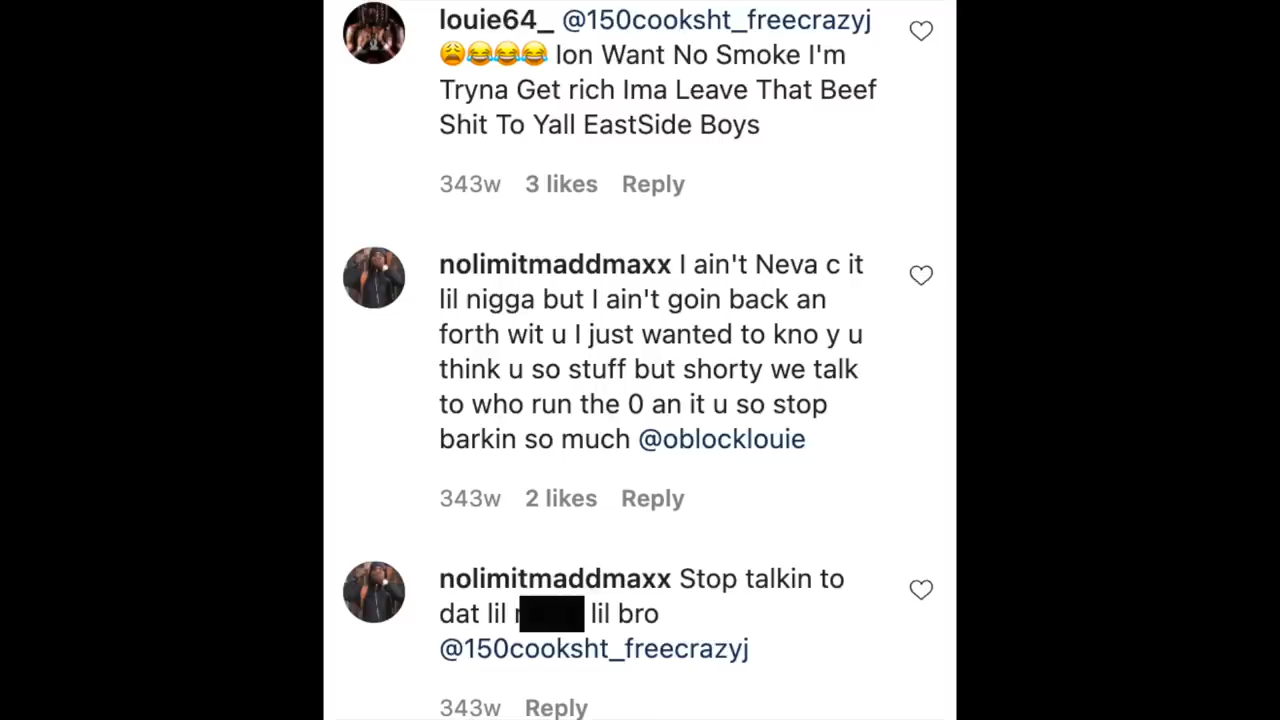 louie64_ @150cooksht_freecrazyj
😩😂😂😂 Ion Want No Smoke I'm
Tryna Get rich Ima Leave That Beef
Shit To Yall EastSide Boys
343w 3 likes Reply
nolimitmaddmaxx I ain't Neva c it
lil nigga but I ain't goin back an
forth wit u I just wanted to kno y u
think u so stuff but shorty we talk
to who run the 0 an it u so stop
barkin so much @oblocklouie
343w 2 likes Reply
nolimitmaddmaxx Stop talkin to
dat lil lil bro
@150cooksht_freecrazyj
343w Reply